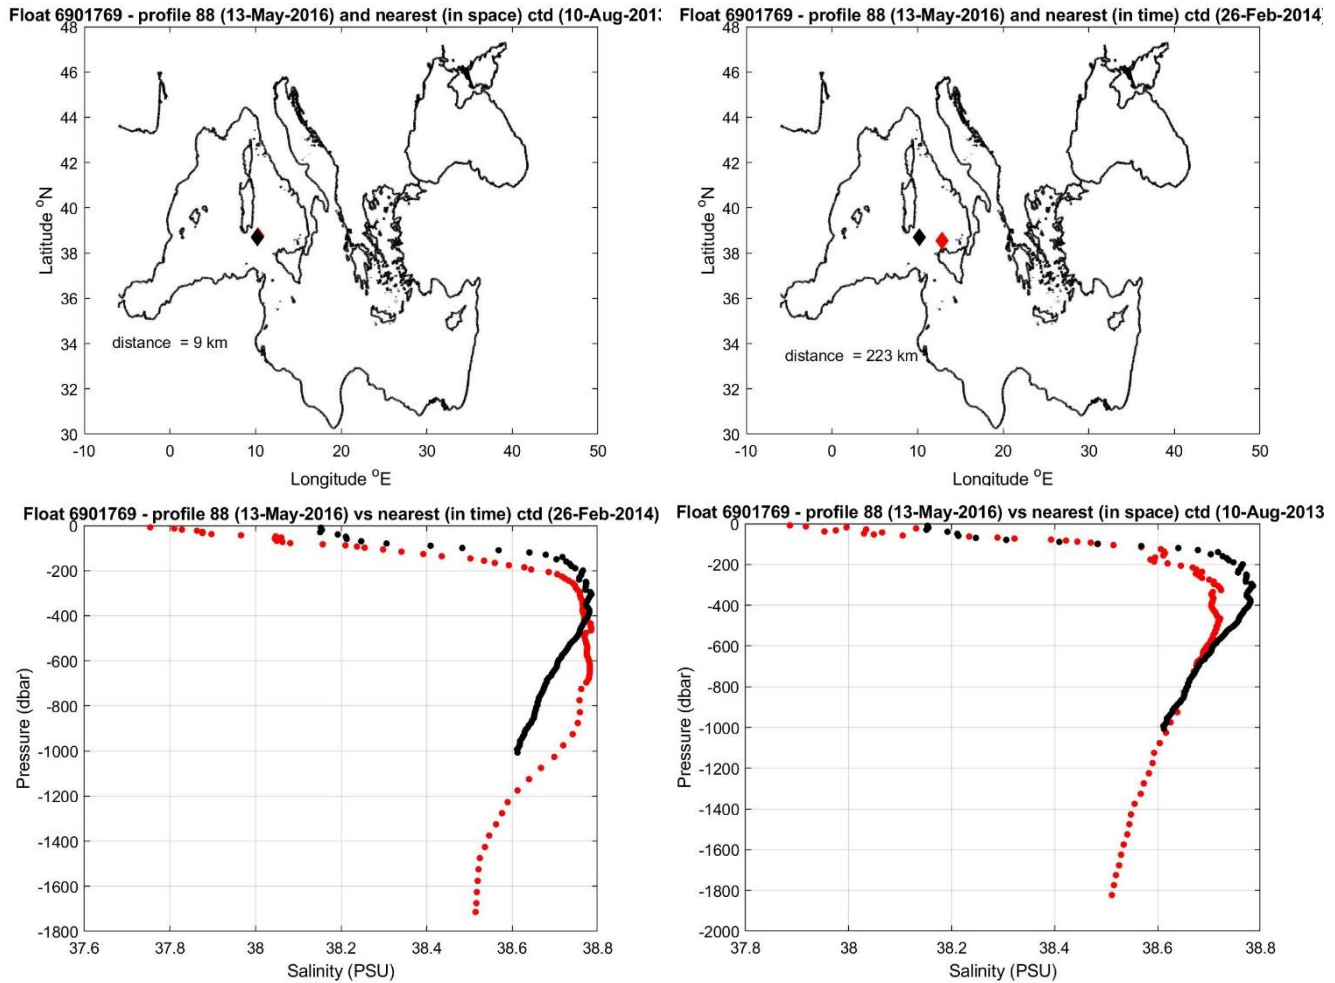 Float 6901769 - profile 88 (13-May-2016) and nearest (in space) ctd (10-Aug-2013
48
46
44
42
40
38
36
34
32
30
Latitude °N
distance = 9 km
-10 0 10 20 30 40 50
Longitude °E
Float 6901769 - profile 88 (13-May-2016) and nearest (in time) ctd (26-Feb-2014)
48
46
44
42
40
38
36
34
32
30
Latitude °N
distance = 223 km
-10 0 10 20 30 40 50
Longitude °E
Float 6901769 - profile 88 (13-May-2016) vs nearest (in time) ctd (26-Feb-2014)
0
-200
-400
-600
-800
-1000
-1200
-1400
-1600
-1800
Pressure (dbar)
37.6 37.8 38 38.2 38.4 38.6 38.8
Salinity (PSU)
Float 6901769 - profile 88 (13-May-2016) vs nearest (in space) ctd (10-Aug-2013
0
-200
-400
-600
-800
-1000
-1200
-1400
-1600
-1800
-2000
Pressure (dbar)
37.8 38 38.2 38.4 38.6 38.8
Salinity (PSU)